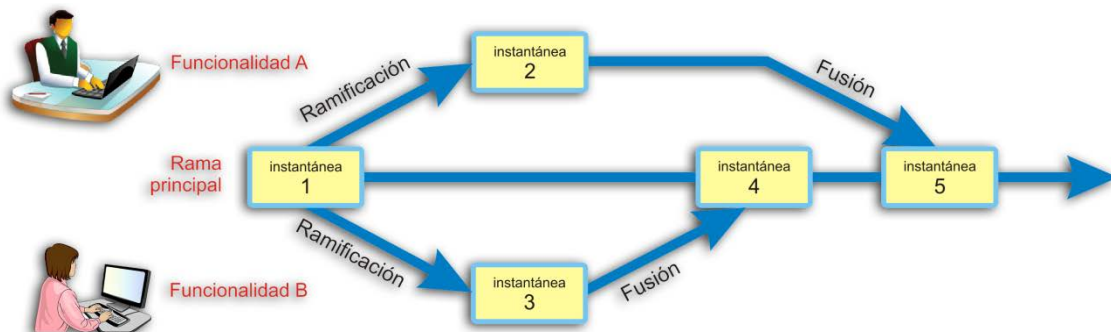 Funcionalidad A
Ramificación
instantánea
2
Fusión
Rama
principal
instantánea
1
instantánea
4
instantánea
5
Ramificación
Fusión
Funcionalidad B
instantánea
3